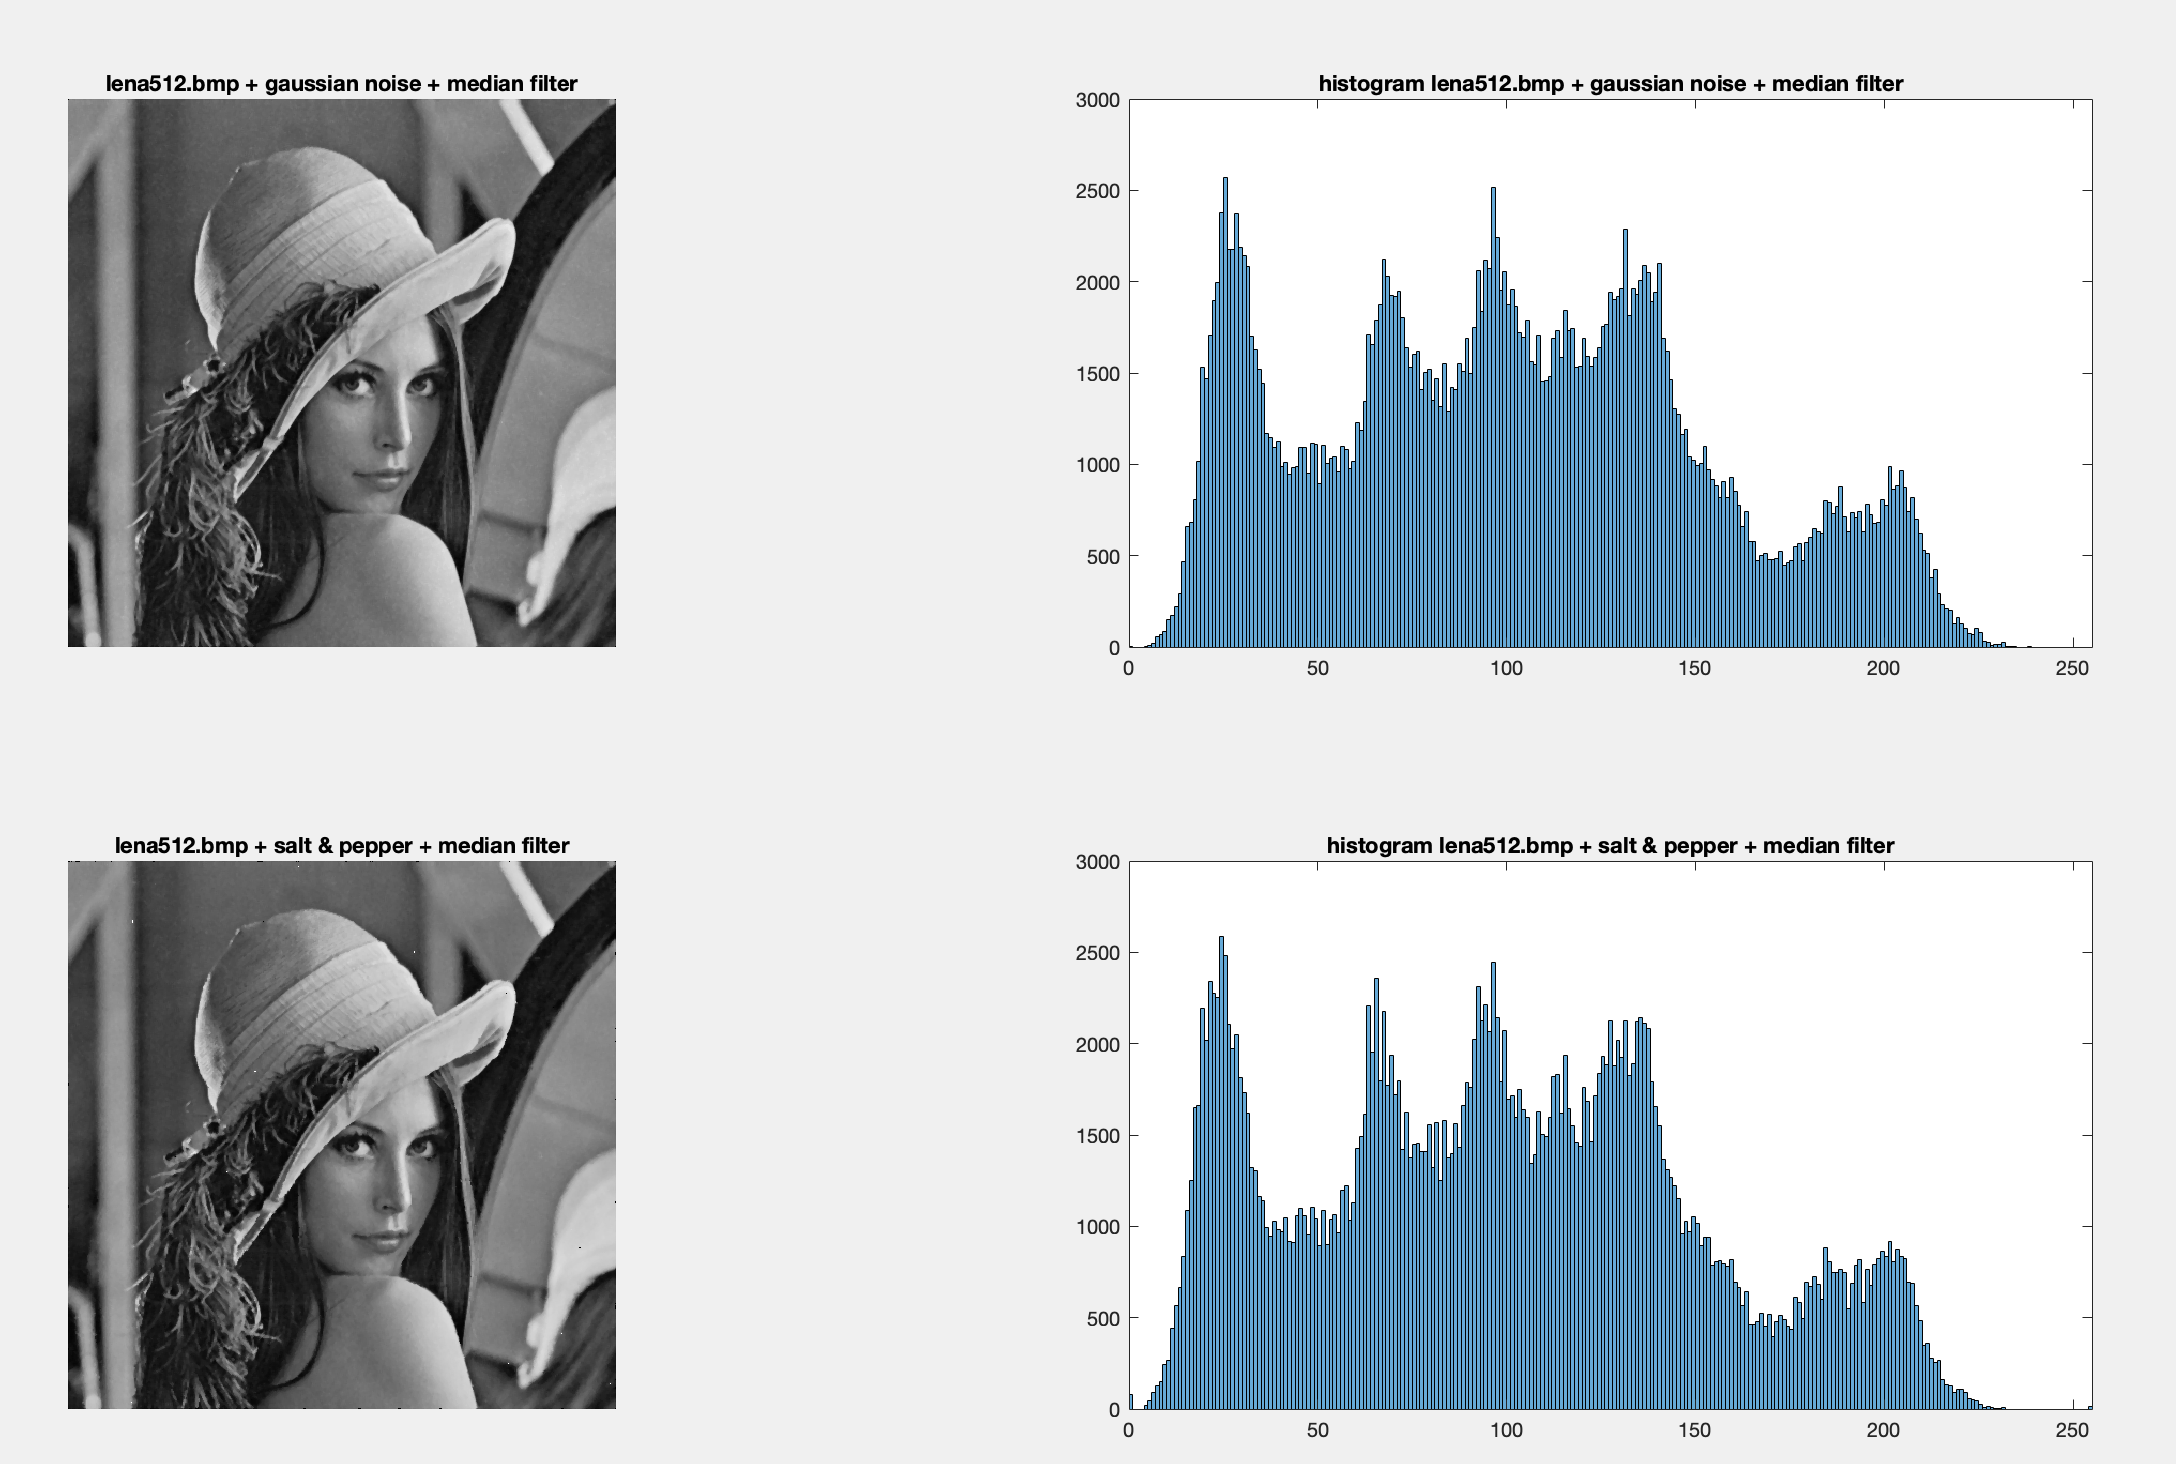 lena512.bmp + gaussian noise + median filter
histogram lena512.bmp + gaussian noise + median filter
3000
2500
2000
1500
1000
500
0
0 50 100 150 200 250
lena512.bmp + salt & pepper + median filter
histogram lena512.bmp + salt & pepper + median filter
3000
2500
2000
1500
1000
500
0
0 50 100 150 200 250